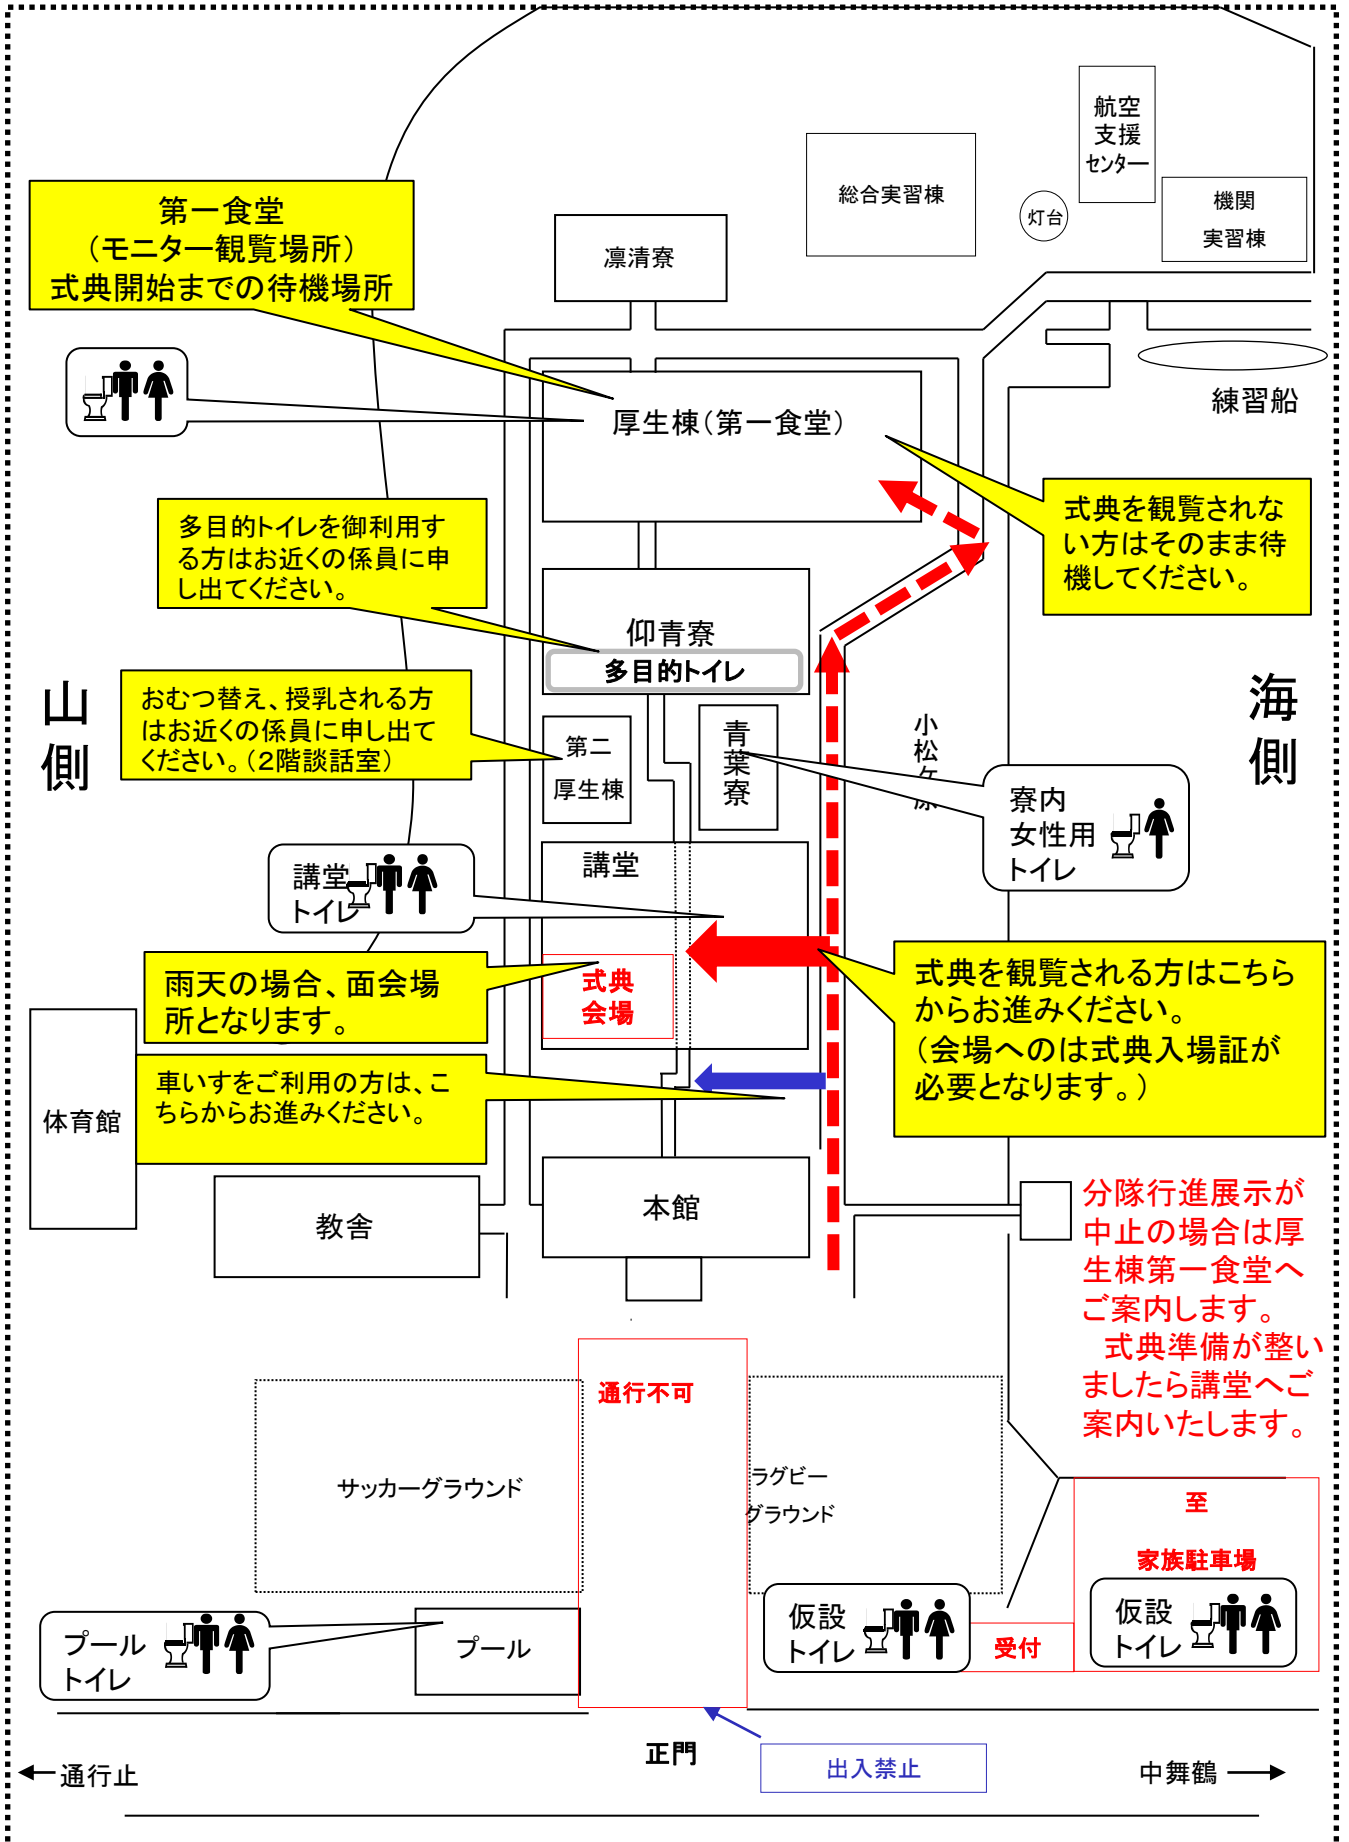 航空
支援
センター
総合実習棟
灯台
機関
実習棟
第一食堂
（モニター観覧場所）
式典開始までの待機場所
凛清寮
練習船
厚生棟（第一食堂）
式典を観覧されな
い方はそのまま待
機してください。
多目的トイレを御利用す
る方はお近くの係員に申
し出てください。
仰青寮
多目的トイレ
山
側
海
側
おむつ替え、授乳される方
はお近くの係員に申し出て
ください。（２階談話室）
第二
厚生棟
青
葉
寮
小
松
寮内
女性用
トイレ
講堂
トイレ
講堂
雨天の場合、面会場
所となります。
式典
会場
式典を観覧される方はこちら
からお進みください。
（会場へのは式典入場証が
必要となります。）
車いすをご利用の方は、こ
ちらからお進みください。
体育館
教舎
本館
分隊行進展示が
中止の場合は厚
生棟第一食堂へ
ご案内します。
式典準備が整い
ましたら講堂へご
案内いたします。
通行不可
サッカーグラウンド
ラグビー
グラウンド
至
家族駐車場
プール
トイレ
プール
仮設
トイレ
受付
仮設
トイレ
正門
出入禁止
通行止
中舞鶴